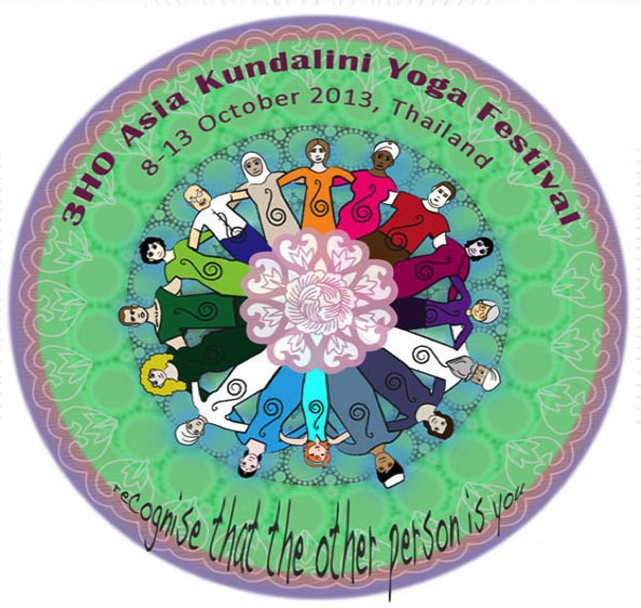 3HO Asia Kundalini Yoga Festival
8-13 October 2013, Thailand
recognise that the other person is you